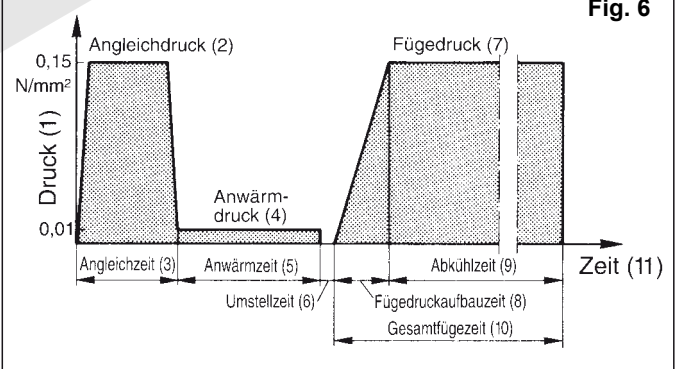 Fig. 6
Angleichdruck (2)
Fügedruck (7)
0,15
N/mm²
Druck (1)
Anwärm-
druck (4)
0,01
Angleichzeit (3)
Anwärmzeit (5)
Abkühlzeit (9)
Zeit (11)
Umstellzeit (6)
Fügedruckaufbauzeit (8)
Gesamtfügezeit (10)